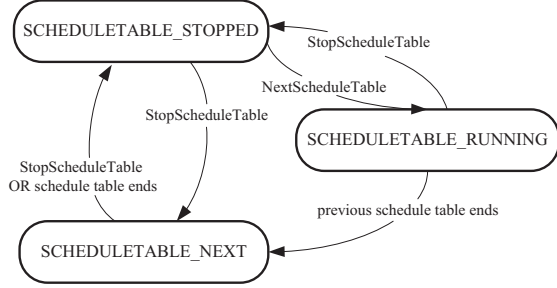 SCHEDULETABLE_STOPPED
StopScheduleTable
NextScheduleTable
StopScheduleTable
SCHEDULETABLE_RUNNING
StopScheduleTable
OR schedule table ends
previous schedule table ends
SCHEDULETABLE_NEXT